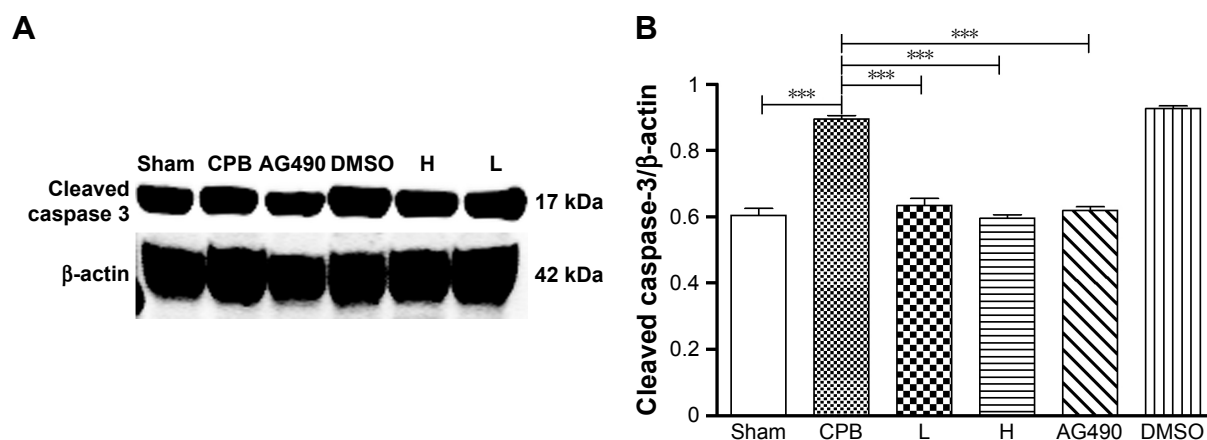 A
Sham CPB AG490 DMSO H L
Cleaved
caspase 3
17 kDa
β-actin
42 kDa
B
***
***
***
***
Cleaved caspase-3/β-actin
1
0.8
0.6
0.4
0.2
0
Sham CPB L H AG490 DMSO